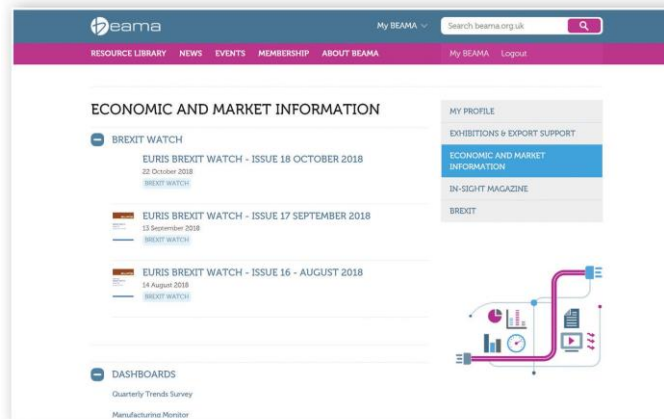 beama
My BEAMA
Search beama.org.uk
RESOURCE LIBRARY NEWS EVENTS MEMBERSHIP ABOUT BEAMA
My BEAMA Logout
ECONOMIC AND MARKET INFORMATION
BREXIT WATCH
EURIS BREXIT WATCH - ISSUE 18 OCTOBER 2018
22 October 2018
BREXIT WATCH
EURIS BREXIT WATCH - ISSUE 17 SEPTEMBER 2018
13 September 2018
BREXIT WATCH
EURIS BREXIT WATCH - ISSUE 16 - AUGUST 2018
14 August 2018
BREXIT WATCH
DASHBOARDS
Quarterly Trends Survey
Manufacturing Monitor
MY PROFILE
EXHIBITIONS & EXPORT SUPPORT
ECONOMIC AND MARKET
INFORMATION
IN-SIGHT MAGAZINE
BREXIT